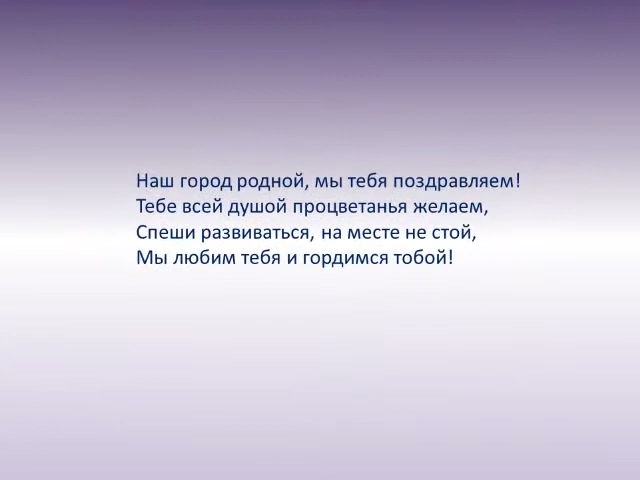 Наш город родной, мы тебя поздравляем!
Тебе всей душой процветанья желаем,
Спеши развиваться, на месте не стой,
Мы любим тебя и гордимся тобой!